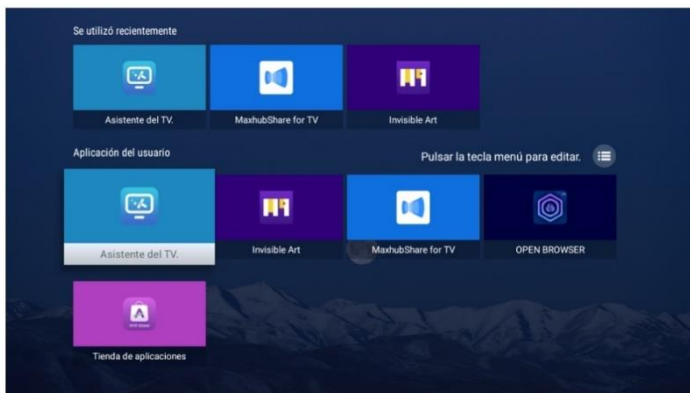 Se utilizó recientemente
Asistente del TV.
MaxhubShare for TV
Invisible Art
Aplicación del usuario
Pulsar la tecla menú para editar.
Asistente del TV.
Invisible Art
MaxhubShare for TV
OPEN BROWSER
Tienda de aplicaciones